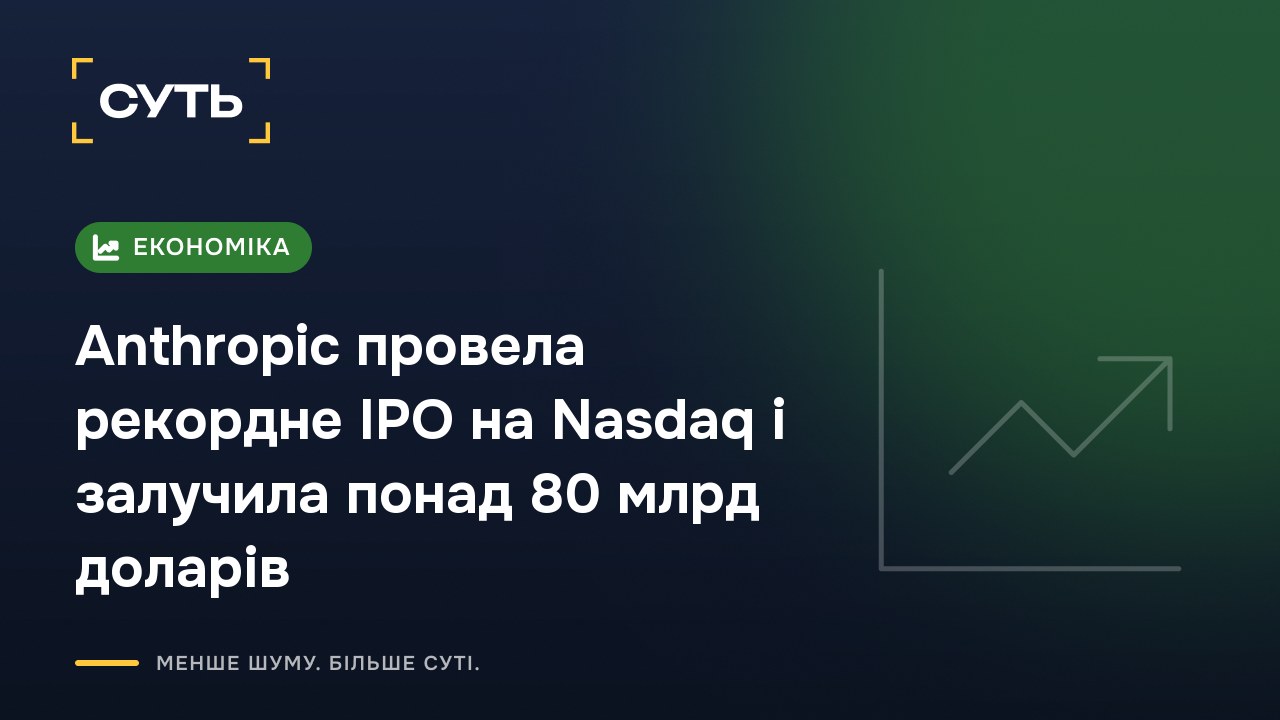 СУТЬ
ЕКОНОМІКА
Anthropic провела
рекордне IPO на Nasdaq і
залучила понад 80 млрд
доларів
МЕНШЕ ШУМУ. БІЛЬШЕ СУТІ.